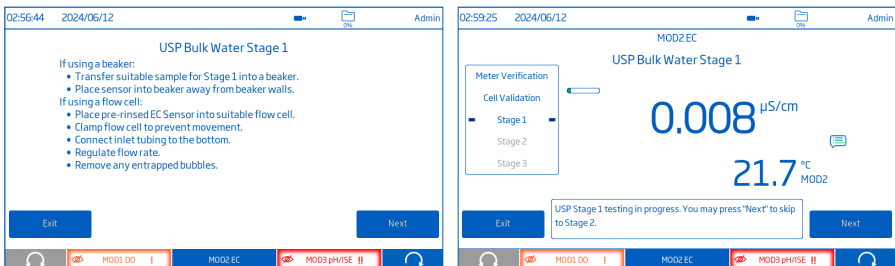 02:56:44 2024/06/12 0% Admin
USP Bulk Water Stage 1
If using a beaker:
• Transfer suitable sample for Stage 1 into a beaker.
• Place sensor into beaker away from beaker walls.
If using a flow cell:
• Place pre-rinsed EC Sensor into suitable flow cell.
• Clamp flow cell to prevent movement.
• Connect inlet tubing to the bottom.
• Regulate flow rate.
• Remove any entrapped bubbles.
Exit Next
MOD1 DO ! MOD2 EC MOD3 pH/ISE !!
02:59:25 2024/06/12 0% Admin
MOD2 EC
USP Bulk Water Stage 1
Meter Verification
Cell Validation
Stage 1
Stage 2
Stage 3
0.008 µS/cm
21.7 °C
MOD2
USP Stage 1 testing in progress. You may press "Next" to skip
to Stage 2.
Exit Next
MOD1 DO ! MOD2 EC MOD3 pH/ISE !!